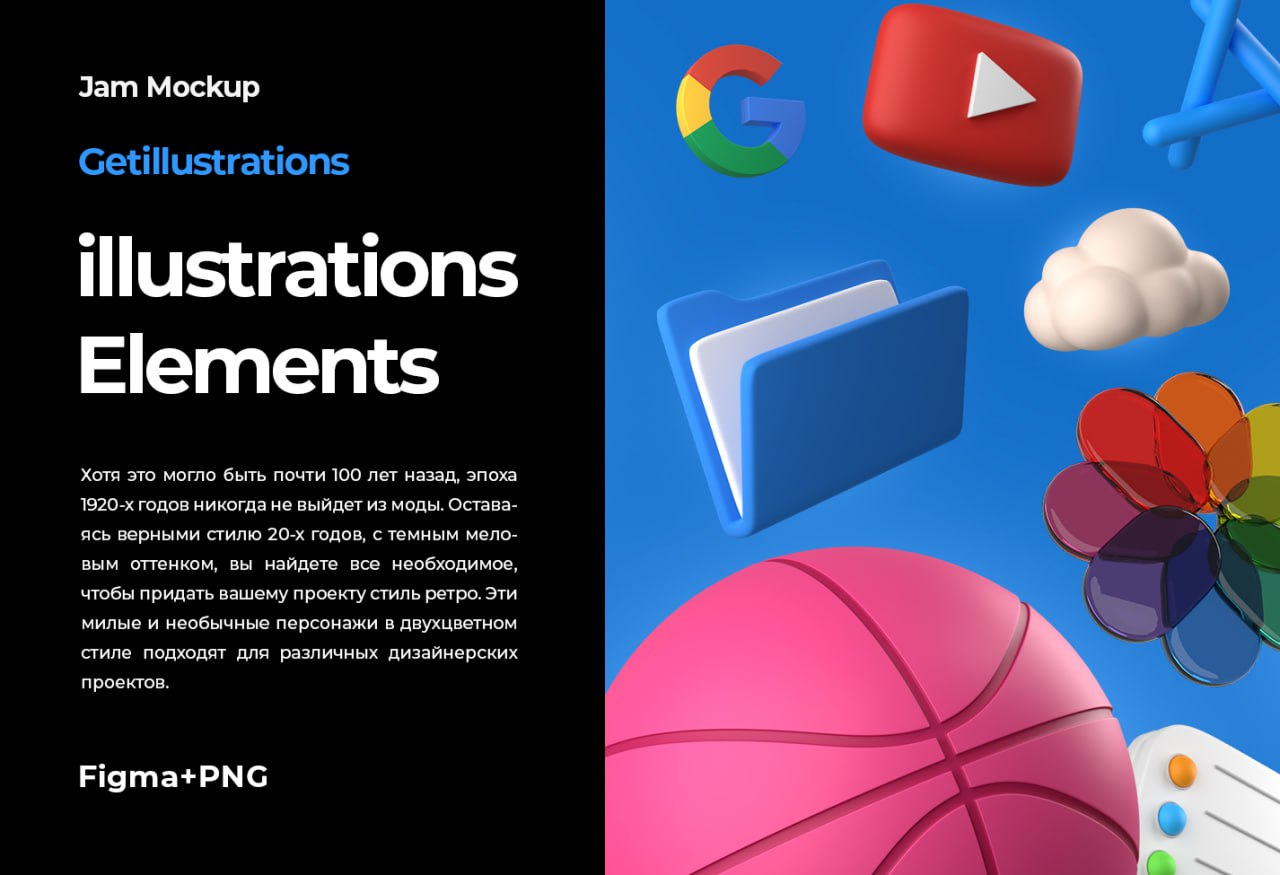 Jam Mockup
Getillustrations
illustrations
Elements
Хотя это могло быть почти 100 лет назад, эпоха
1920-х годов никогда не выйдет из моды. Остава-
ясь верными стилю 20-х годов, с темным мело-
вым оттенком, вы найдете все необходимое,
чтобы придать вашему проекту стиль ретро. Эти
милые и необычные персонажи в двухцветном
стиле подходят для различных дизайнерских
проектов.
Figma+PNG